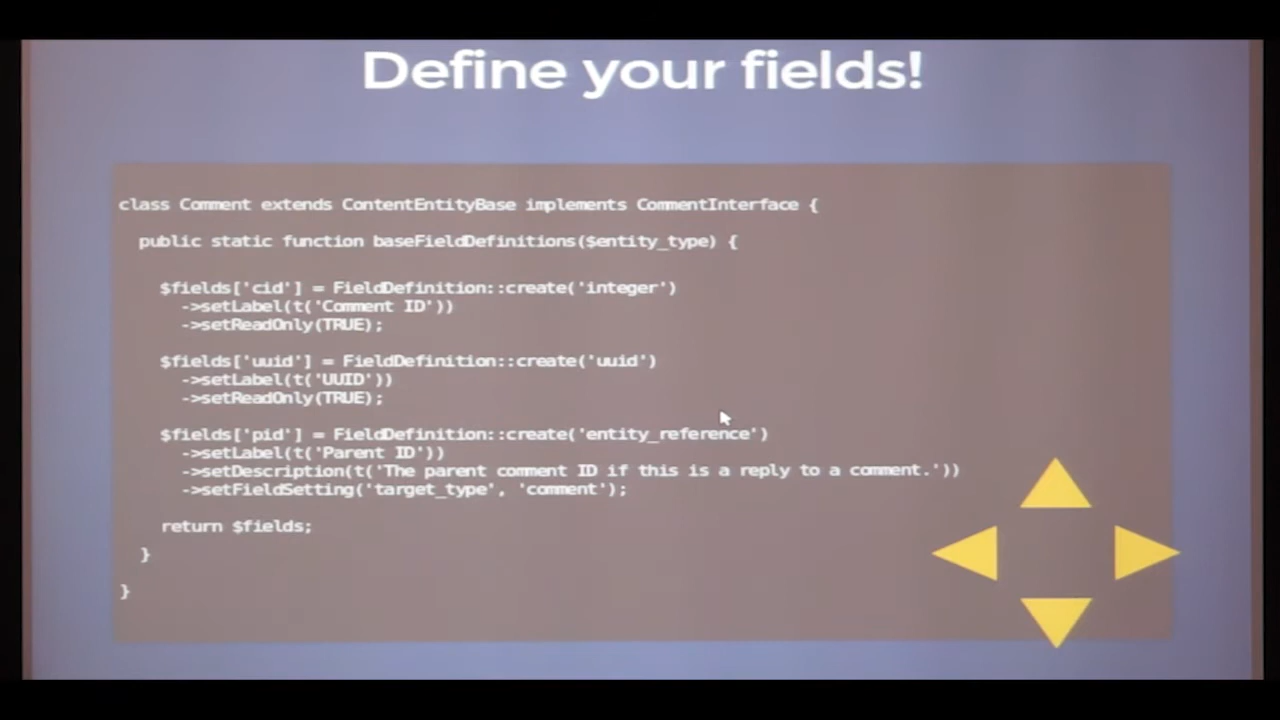 Define your fields!
class Comment extends ContentEntityBase implements CommentInterface {
public static function baseFieldDefinitions($entity_type) {
$fields['cid'] = FieldDefinition::create('integer')
->setLabel(t('Comment ID'))
->setReadOnly(TRUE);
$fields['uuid'] = FieldDefinition::create('uuid')
->setLabel(t('UUID'))
->setReadOnly(TRUE);
$fields['pid'] = FieldDefinition::create('entity_reference')
->setLabel(t('Parent ID'))
->setDescription(t('The parent comment ID if this is a reply to a comment.'))
->setFieldSetting('target_type', 'comment');
return $fields;
}
}